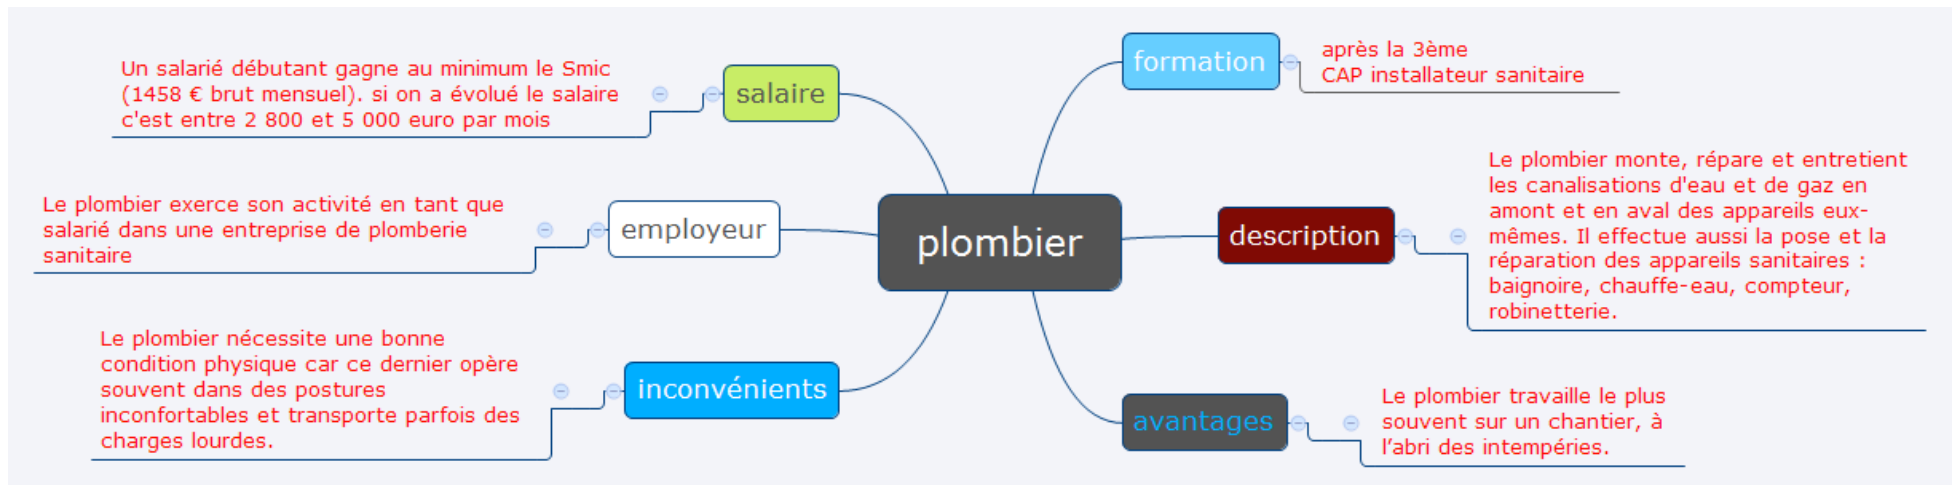 plombier
formation
après la 3ème
CAP installateur sanitaire
description
Le plombier monte, répare et entretient
les canalisations d'eau et de gaz en
amont et en aval des appareils eux-
mêmes. Il effectue aussi la pose et la
réparation des appareils sanitaires :
baignoire, chauffe-eau, compteur,
robinetterie.
avantages
Le plombier travaille le plus
souvent sur un chantier, à
l’abri des intempéries.
salaire
Un salarié débutant gagne au minimum le Smic
(1458 € brut mensuel). si on a évolué le salaire
c'est entre 2 800 et 5 000 euro par mois
employeur
Le plombier exerce son activité en tant que
salarié dans une entreprise de plomberie
sanitaire
inconvénients
Le plombier nécessite une bonne
condition physique car ce dernier opère
souvent dans des postures
inconfortables et transporte parfois des
charges lourdes.